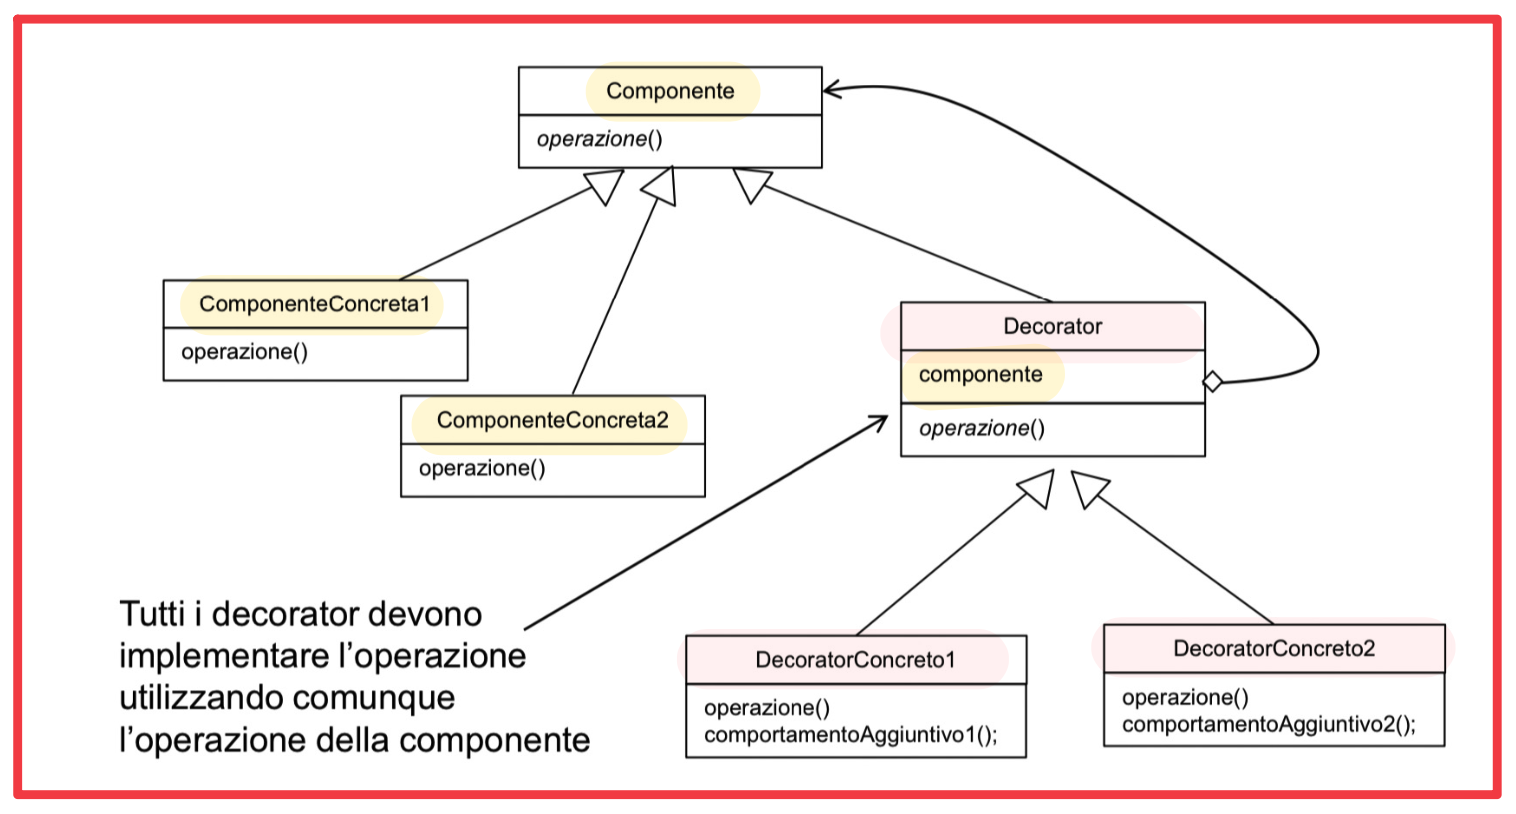 Componente
operazione()
ComponenteConcreta1
operazione()
ComponenteConcreta2
operazione()
Decorator
componente
operazione()
Tutti i decorator devono
implementare l’operazione
utilizzando comunque
l’operazione della componente
DecoratorConcreto1
operazione()
comportamentoAggiuntivo1();
DecoratorConcreto2
operazione()
comportamentoAggiuntivo2();